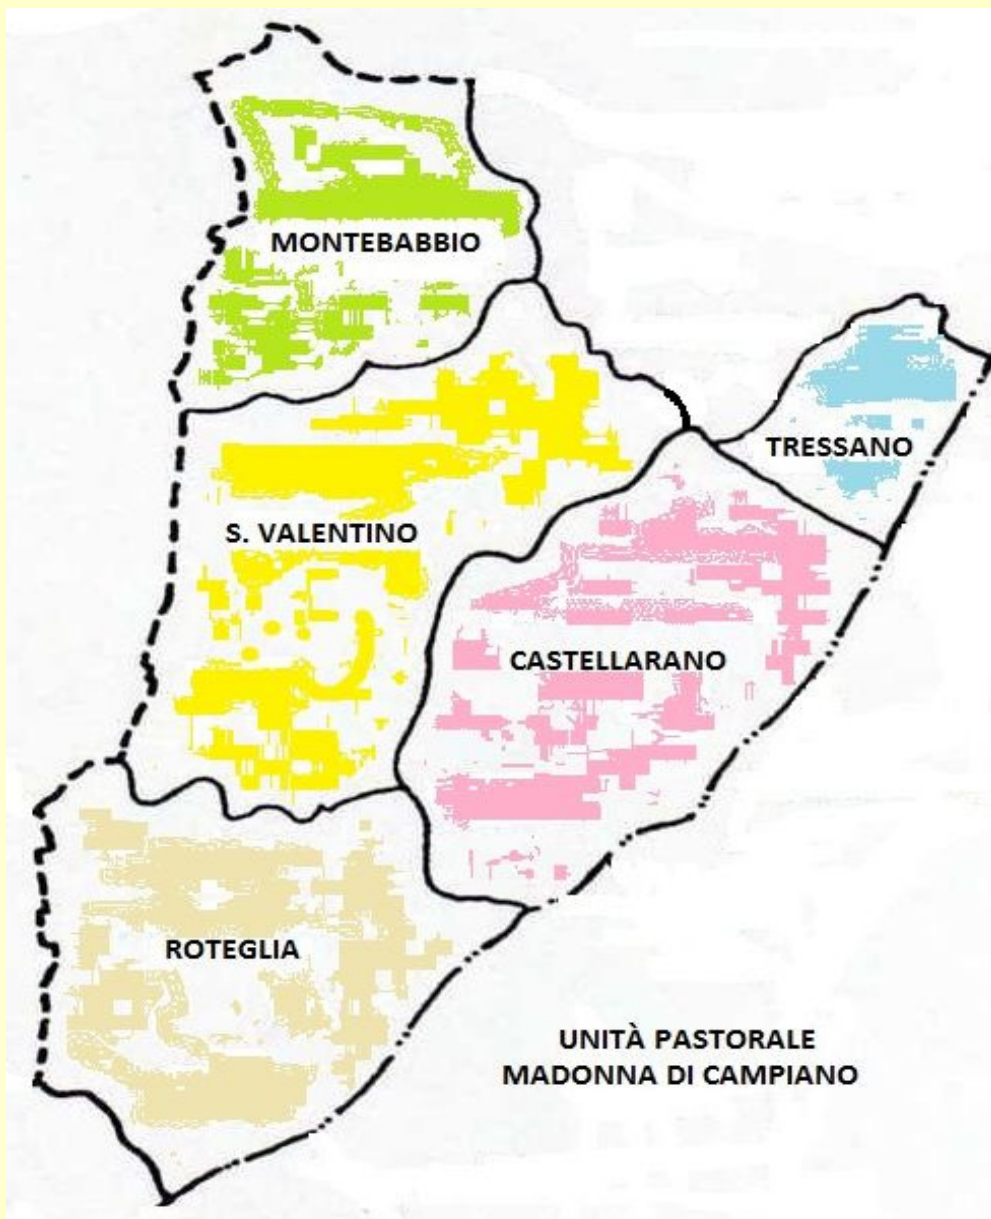 MONTEBABBIO
TRESSANO
S. VALENTINO
CASTELLARANO
ROTEGLIA
UNITÀ PASTORALE
MADONNA DI CAMPIANO